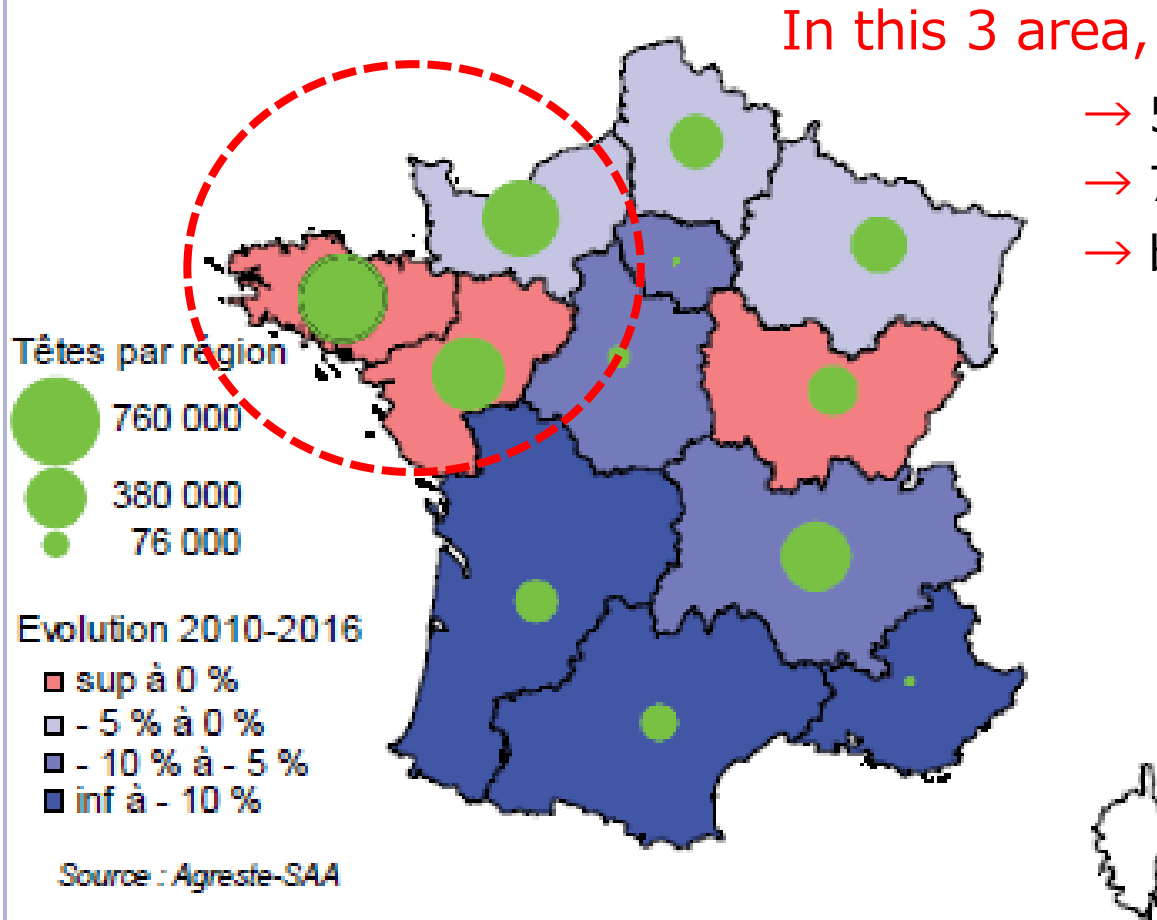 In this 3 area,
→ 5
→
→
Têtes par région
760 000
380 000
76 000
Evolution 2010-2016
sup à 0 %
- 5 % à 0 %
- 10 % à - 5 %
inf à - 10 %
Source : Agreste-SAA